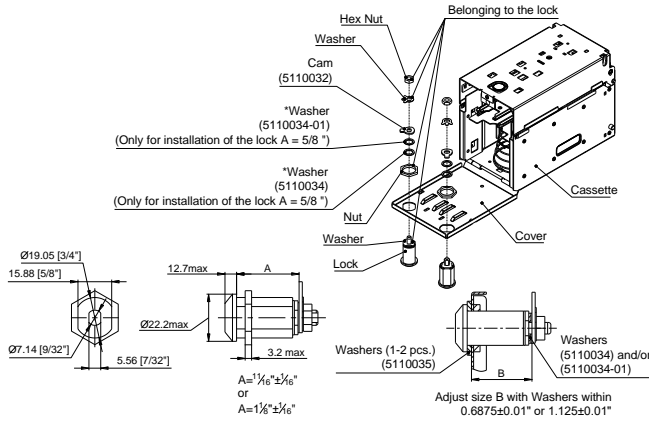 Belonging to the lock
Hex Nut
Washer
Cam
(5110032)
*Washer
(5110034-01)
(Only for installation of the lock A = 5/8 ")
*Washer
(5110034)
(Only for installation of the lock A = 5/8 ")
Nut
Cassette
Washer
Cover
Lock
Ø19.05 [3/4"]
15.88 [5/8"]
Ø7.14 [9/32"]
5.56 [7/32"]
12.7max
A
Ø22.2max
3.2 max
A=1 1/16"±1/16"
or
A=1⅛"±1/16"
Washers (1-2 pcs.)
(5110035)
B
Washers
(5110034) and/or
(5110034-01)
Adjust size B with Washers within
0.6875±0.01" or 1.125±0.01"